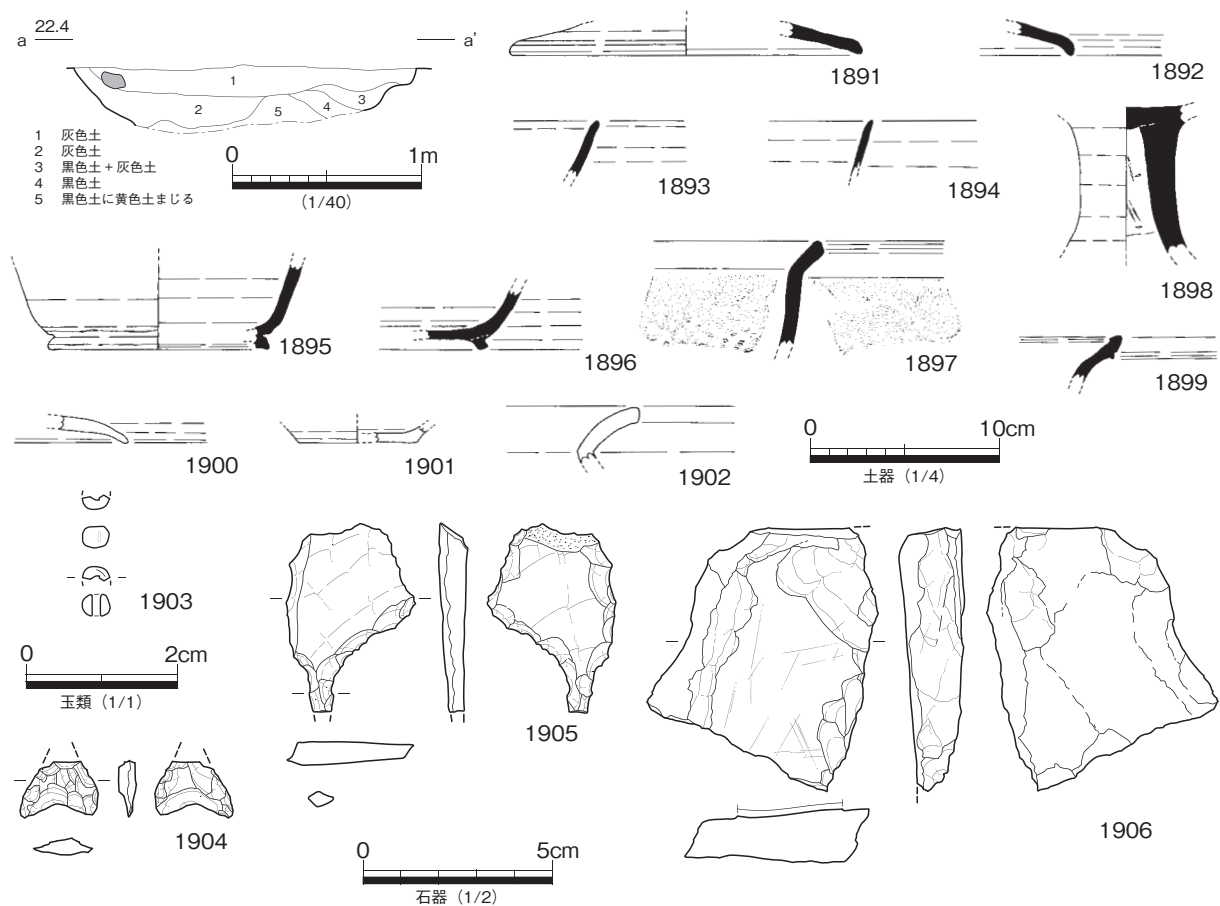 22.4
a a'
1
2
3
4
5
1 灰色土
2 灰色土
3 黒色土+灰色土
4 黒色土
5 黒色土に黄色土まじる
0 1m
（1/40）
1891
1892
1893
1894
1895
1896
1897
1898
1899
1900
1901
1902
0 10cm
土器（1/4）
1903
0 2cm
玉類（1/1）
1904
1905
1906
0 5cm
石器（1/2）